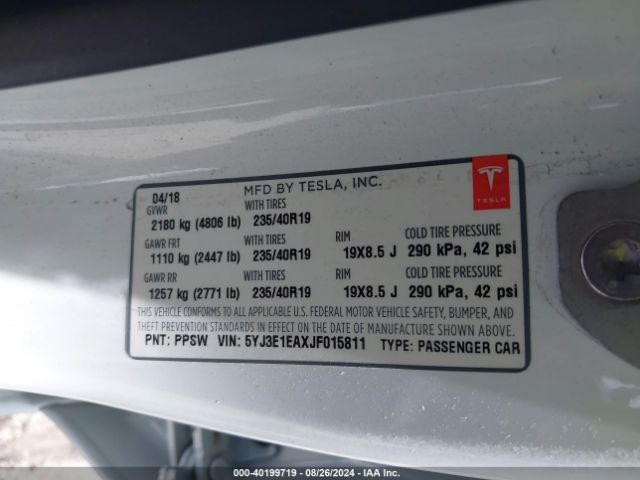 04/18 MFD BY TESLA, INC.
TESLA
GVWR WITH TIRES
2180 kg (4806 lb) 235/40R19
GAWR FRT WITH TIRES RIM COLD TIRE PRESSURE
1110 kg (2447 lb) 235/40R19 19X8.5 J 290 kPa, 42 psi
GAWR RR WITH TIRES RIM COLD TIRE PRESSURE
1257 kg (2771 lb) 235/40R19 19X8.5 J 290 kPa, 42 psi
THIS VEHICLE CONFORMS TO ALL APPLICABLE U.S. FEDERAL MOTOR VEHICLE SAFETY, BUMPER, AND
THEFT PREVENTION STANDARDS IN EFFECT ON THE DATE OF MANUFACTURE SHOWN ABOVE.
PNT: PPSW VIN: 5YJ3E1EAXJF015811 TYPE: PASSENGER CAR
000-40199719 - 08/26/2024 - IAA Inc.